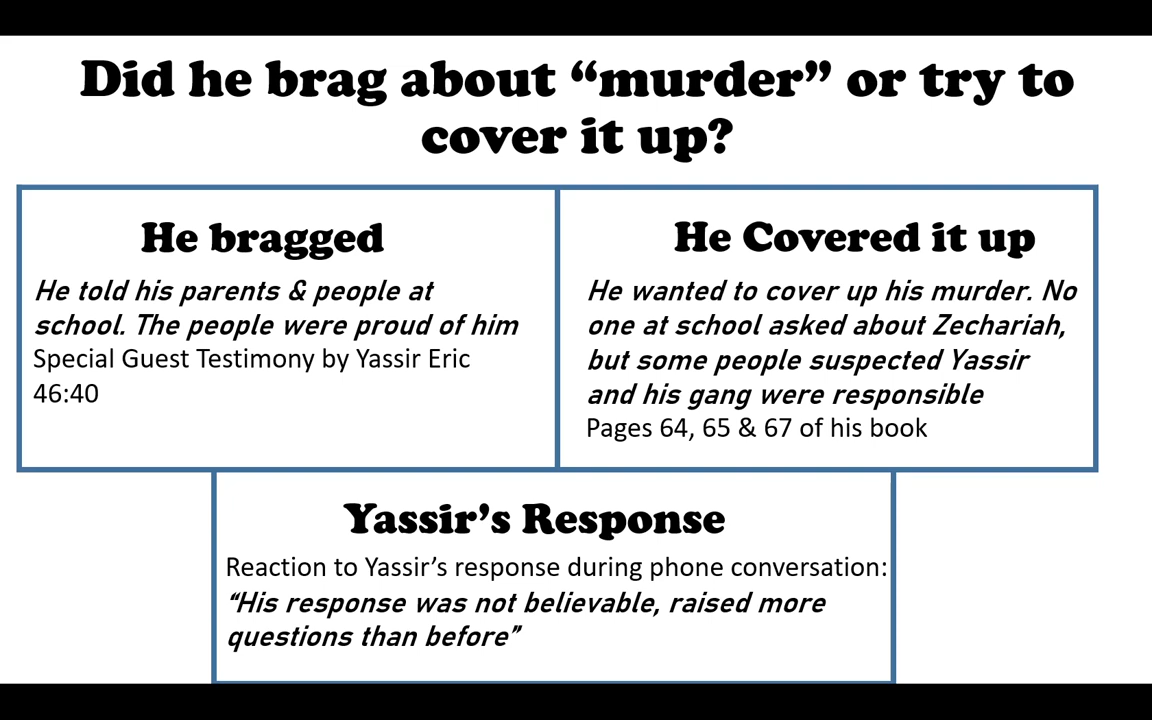 Did he brag about “murder” or try to
cover it up?
He bragged
He told his parents & people at
school. The people were proud of him
Special Guest Testimony by Yassir Eric
46:40
He Covered it up
He wanted to cover up his murder. No
one at school asked about Zechariah,
but some people suspected Yassir
and his gang were responsible
Pages 64, 65 & 67 of his book
Yassir’s Response
Reaction to Yassir’s response during phone conversation:
“His response was not believable, raised more
questions than before”